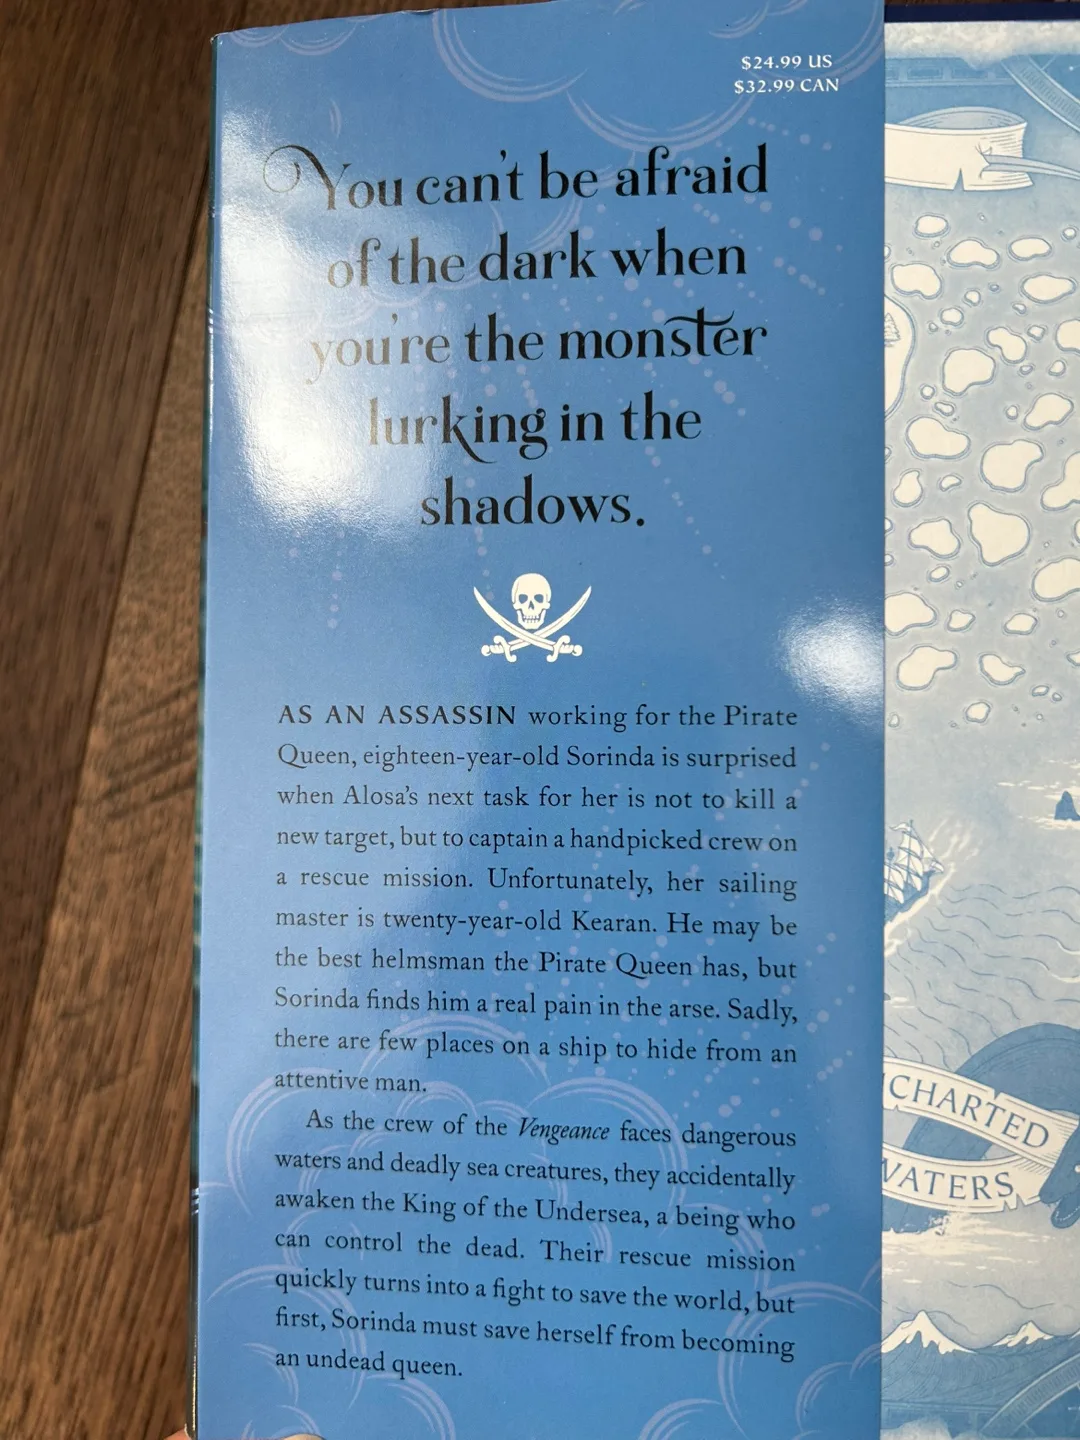 $24.99 US
$32.99 CAN
You can't be afraid
of the dark when
you're the monster
lurking in the
shadows.
AS AN ASSASSIN working for the Pirate
Queen, eighteen-year-old Sorinda is surprised
when Alosa's next task for her is not to kill a
new target, but to captain a handpicked crew on
a rescue mission. Unfortunately, her sailing
master is twenty-year-old Kearan. He may be
the best helmsman the Pirate Queen has, but
Sorinda finds him a real pain in the arse. Sadly,
there are few places on a ship to hide from an
attentive man.
As the crew of the Vengeance faces dangerous
waters and deadly sea creatures, they accidentally
awaken the King of the Undersea, a being who
can control the dead. Their rescue mission
quickly turns into a fight to save the world, but
first, Sorinda must save herself from becoming
an undead queen.
CHARTED
WATERS